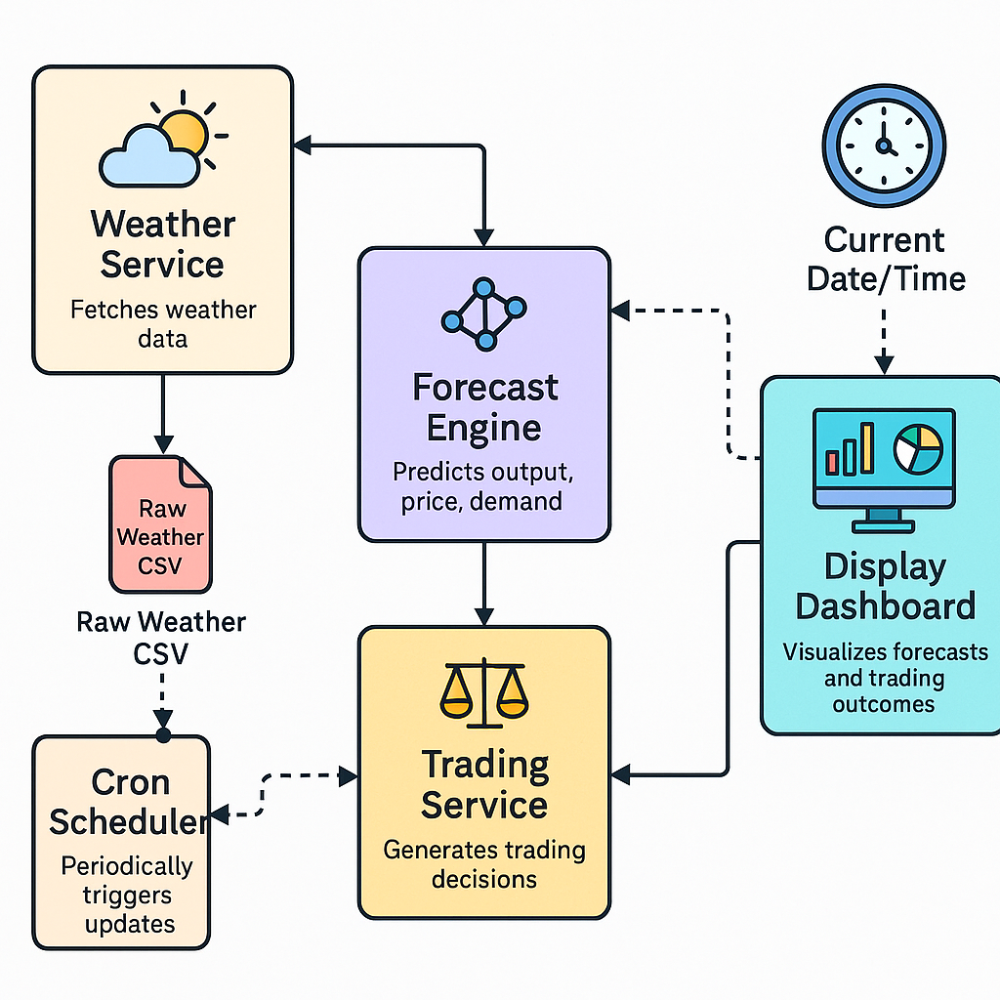 Weather
Service
Fetches weather
data
Raw
Weather
CSV
Raw Weather
CSV
Cron
Scheduler
Periodically
triggers
updates
Forecast
Engine
Predicts output,
price, demand
Trading
Service
Generates trading
decisions
Current
Date/Time
Display
Dashboard
Visualizes forecasts
and trading
outcomes